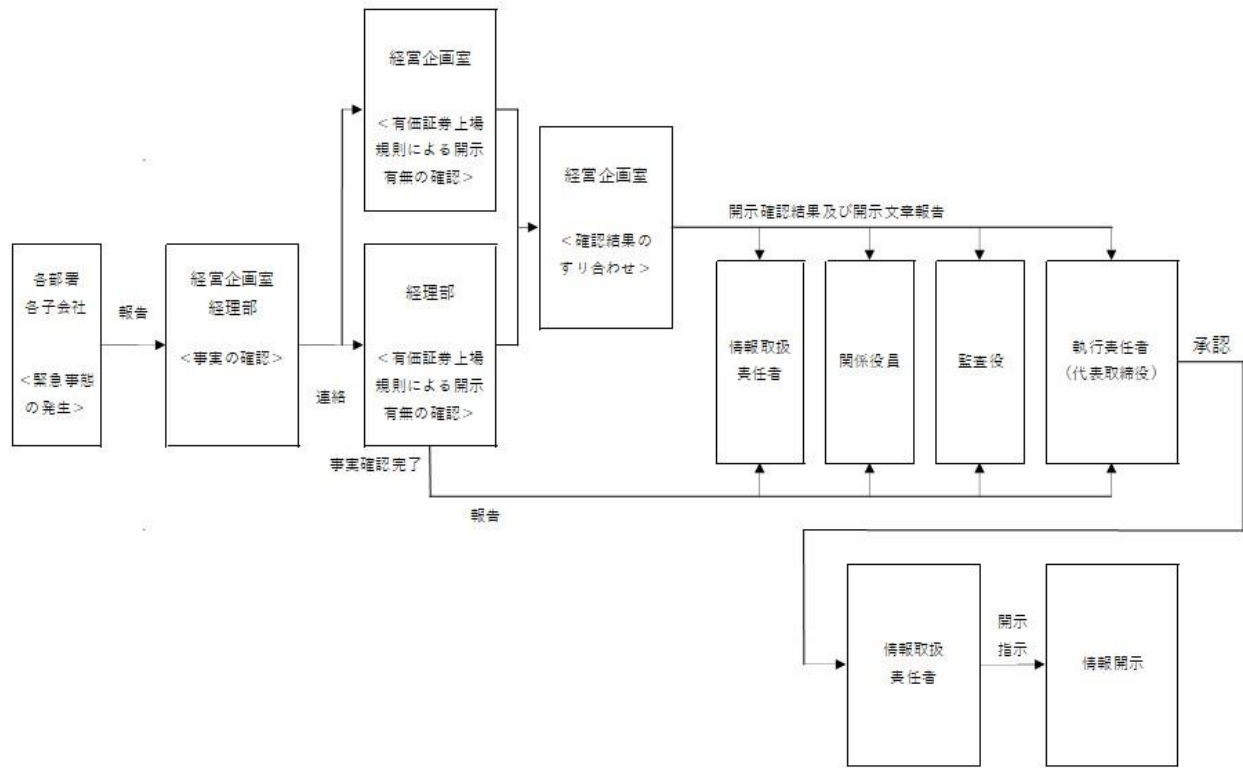 経営企画室
＜有価証券上場
規則による開示
有無の確認＞
経営企画室
＜確認結果の
すり合わせ＞
開示確認結果及び開示文章報告
各部署
各子会社
＜緊急事態
の発生＞
報告
経営企画室
経理部
＜事実の確認＞
連絡
経理部
＜有価証券上場
規則による開示
有無の確認＞
情報取扱
責任者
関係役員
監査役
執行責任者
（代表取締役）
承認
事実確認完了
報告
情報取扱
責任者
開示
指示
情報開示